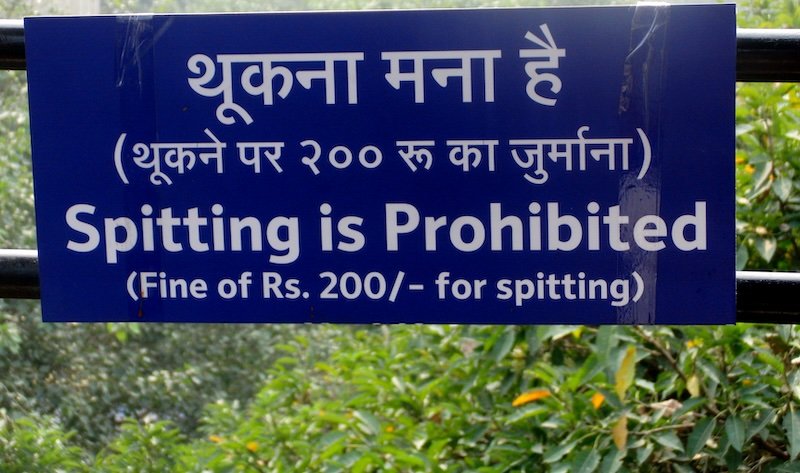 थूकना मना है
(थूकने पर २०० रू का जुर्माना)
Spitting is Prohibited
(Fine of Rs. 200/- for spitting)